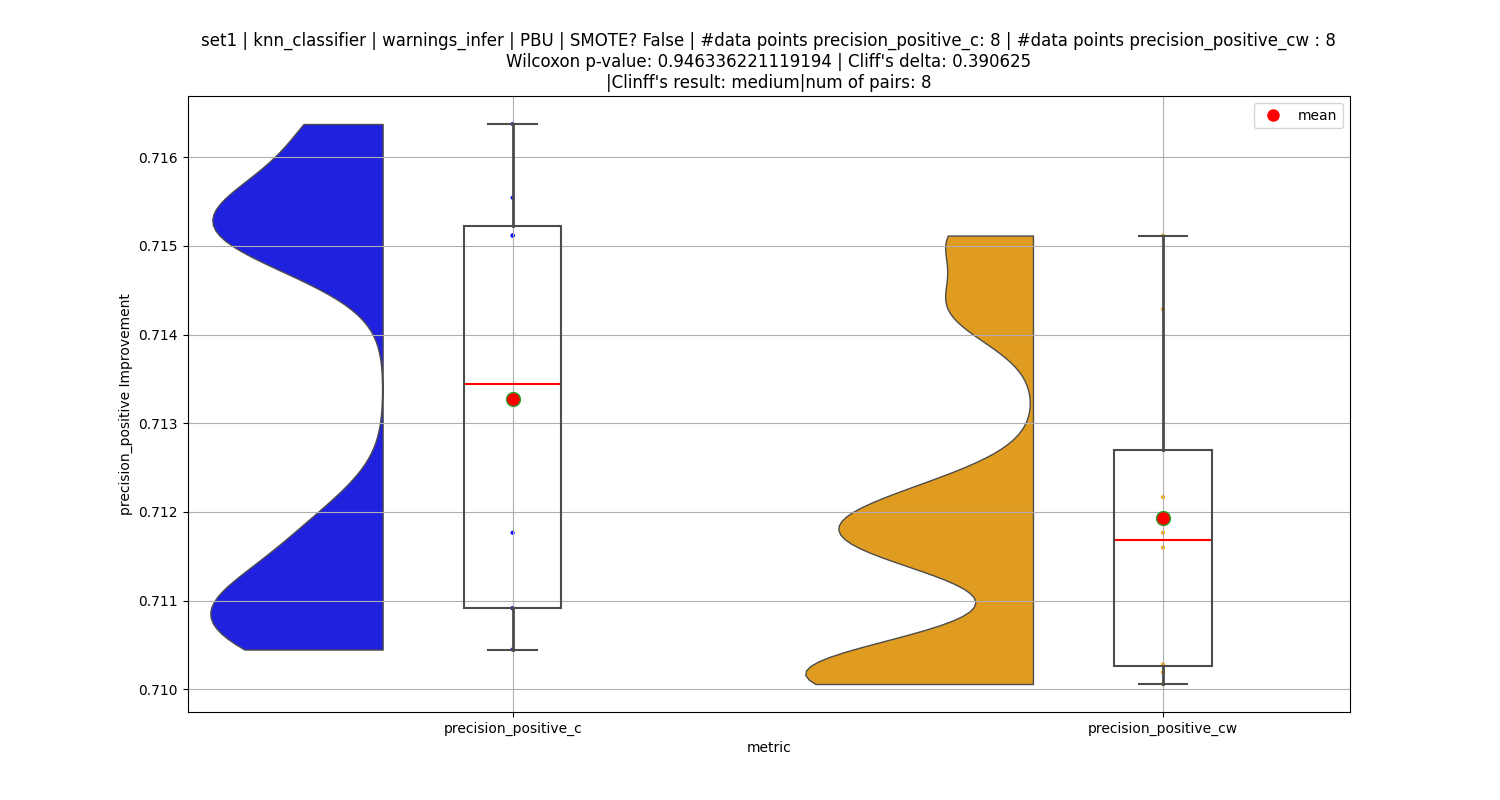 set1 | knn_classifier | warnings_infer | PBU | SMOTE? False | #data points precision_positive_c: 8 | #data points precision_positive_cw : 8
Wilcoxon p-value: 0.946336221119194 | Cliff's delta: 0.390625
|Clinff's result: medium|num of pairs: 8
mean
0.716
0.715
0.714
0.713
0.712
0.711
0.710
precision_positive Improvement
precision_positive_c
precision_positive_cw
metric